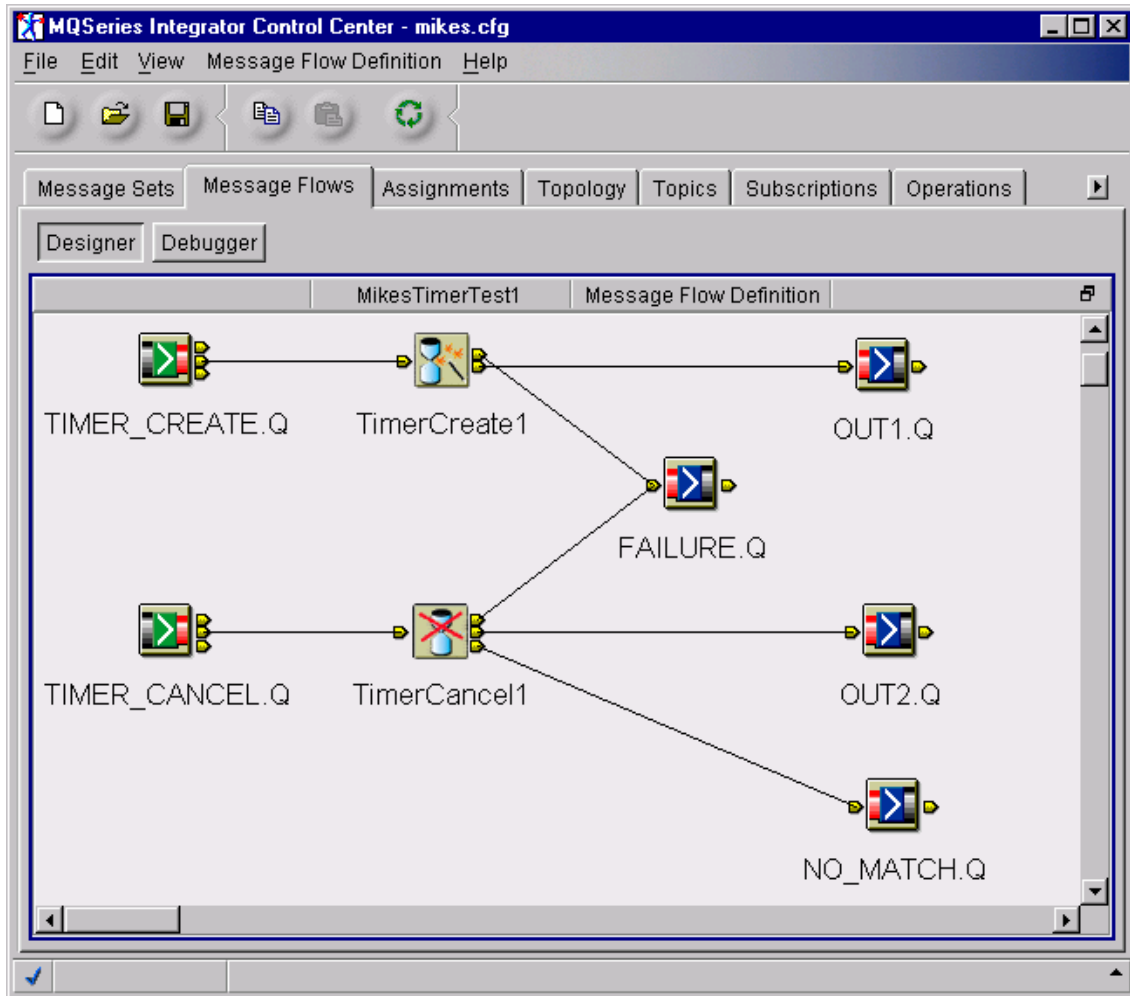 MQSeries Integrator Control Center - mikes.cfg
File Edit View Message Flow Definition Help
Message Sets Message Flows Assignments Topology Topics Subscriptions Operations
Designer Debugger
MikesTimerTest1 Message Flow Definition
TIMER_CREATE.Q TimerCreate1 OUT1.Q
FAILURE.Q
TIMER_CANCEL.Q TimerCancel1 OUT2.Q
NO_MATCH.Q